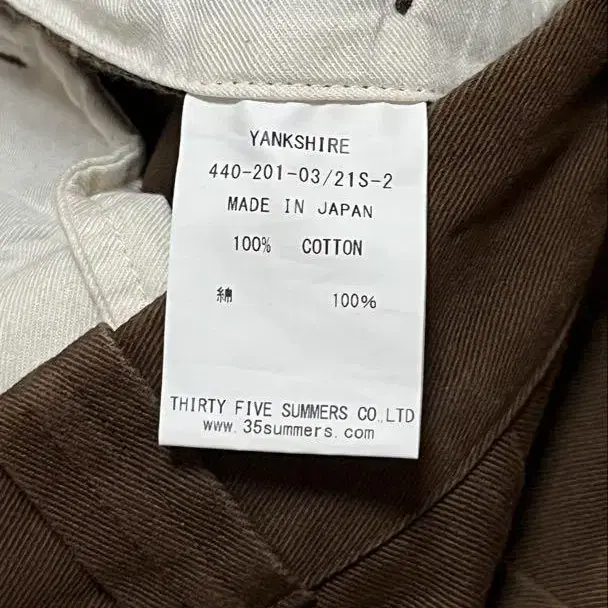 YANKSHIRE
440-201-03/21S-2
MADE IN JAPAN
100% COTTON
綿 100%
THIRTY FIVE SUMMERS CO.,LTD
www.35summers.com